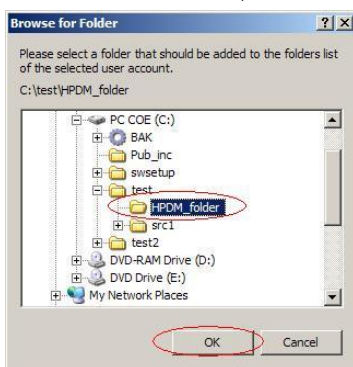 Browse for Folder
Please select a folder that should be added to the folders list
of the selected user account.
C:\test\HPDM_folder
PC COE (C:)
BAK
Pub_inc
swsetup
test
HPDM_folder
src1
test2
DVD-RAM Drive (D:)
DVD Drive (E:)
My Network Places
OK Cancel